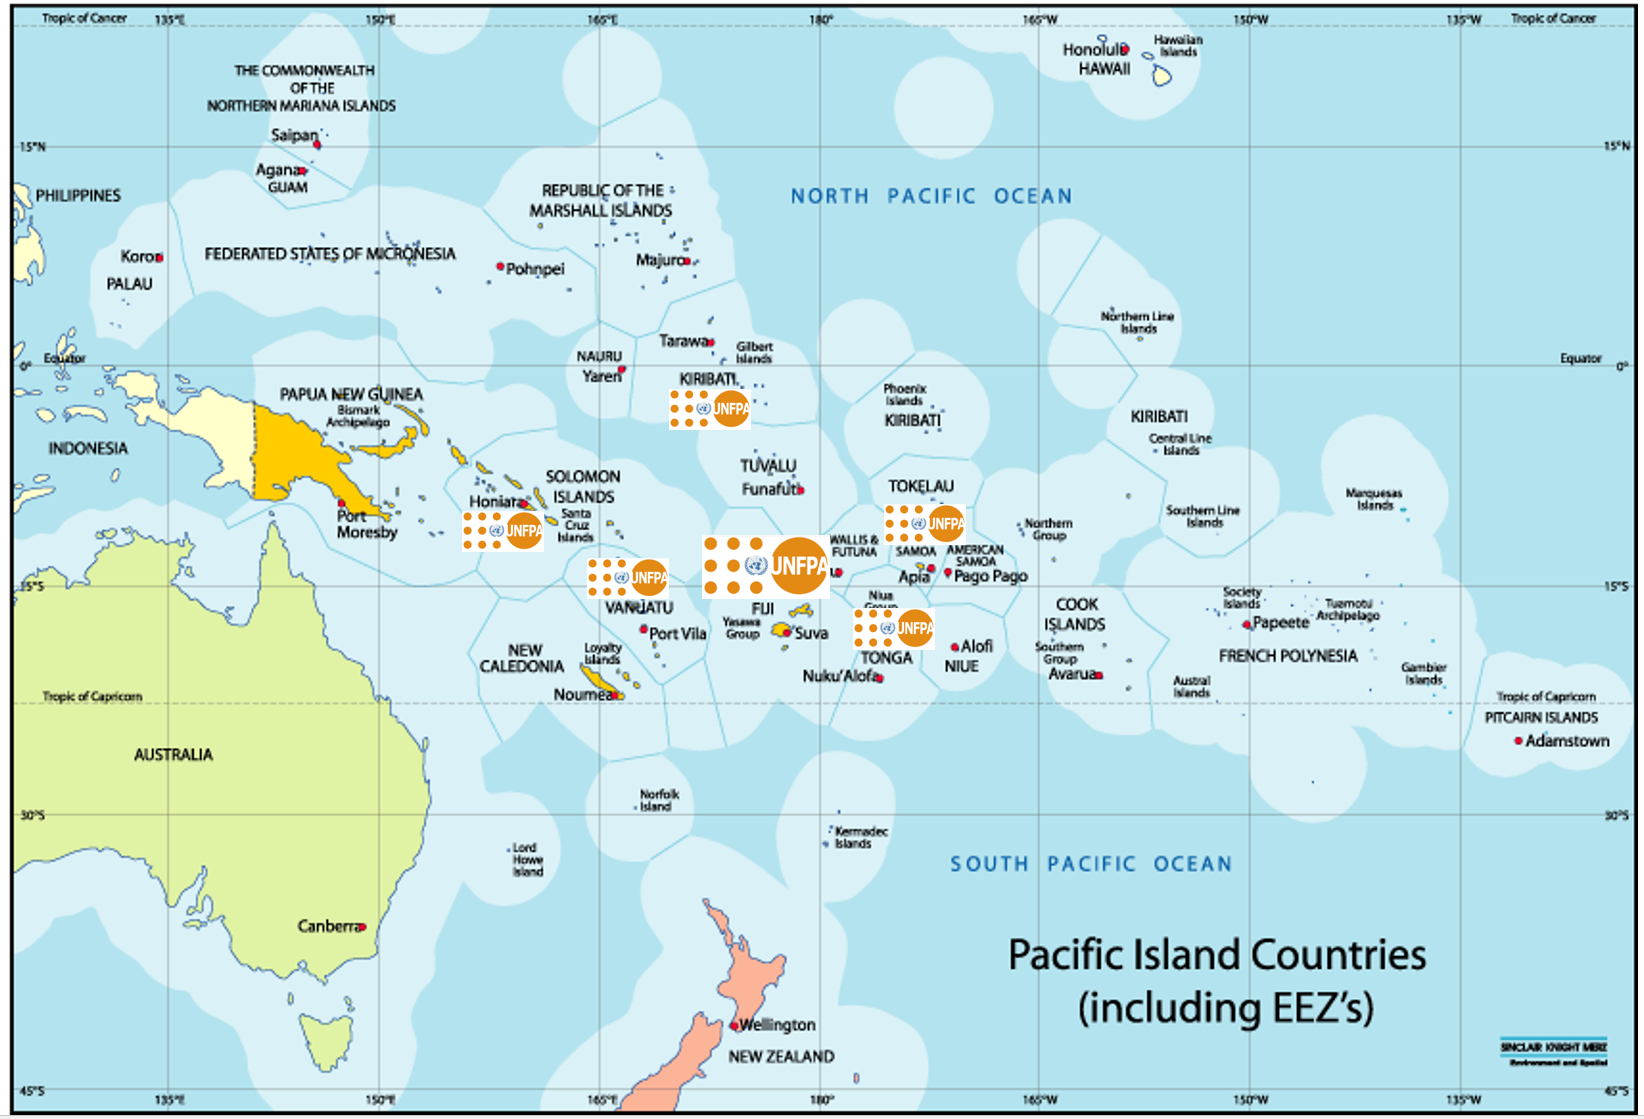 Tropic of Cancer
135°E
150°E
165°E
180°
165°W
150°W
135°W
Tropic of Cancer
Honolulu
HAWAII
Hawaiian
Islands
THE COMMONWEALTH
OF THE
NORTHERN MARIANA ISLANDS
Saipan
15°N
15°N
Agana
GUAM
PHILIPPINES
REPUBLIC OF THE
MARSHALL ISLANDS
NORTH PACIFIC OCEAN
Koror
PALAU
FEDERATED STATES OF MICRONESIA
Pohnpei
Majuro
Northern Line
Islands
Tarawa
Gilbert
Islands
Equator
0°
NAURU
Yaren
KIRIBATI
Equator
0°
PAPUA NEW GUINEA
Bismark
Archipelago
UNFPA
Phoenix
Islands
KIRIBATI
KIRIBATI
Central Line
Islands
INDONESIA
SOLOMON
ISLANDS
Honiara
Santa
Cruz
Islands
UNFPA
TUVALU
Funafuti
TOKELAU
UNFPA
Marquesas
Islands
Southern Line
Islands
Northern
Group
Port
Moresby
WALLIS &
FUTUNA
SAMOA
Apia
AMERICAN
SAMOA
Pago Pago
15°S
15°S
UNFPA
VANUATU
Port Vila
UNFPA
FIJI
Yasawa
Group
Suva
Niua
Group
UNFPA
TONGA
Nuku'Alofa
Alofi
NIUE
COOK
ISLANDS
Southern
Group
Avarua
Society
Islands
Papeete
Tuamotu
Archipelago
FRENCH POLYNESIA
Austral
Islands
Gambier
Islands
NEW
CALEDONIA
Loyalty
Islands
Noumea
Tropic of Capricorn
Tropic of Capricorn
PITCAIRN ISLANDS
Adamstown
AUSTRALIA
Norfolk
Island
30°S
30°S
Kermadec
Islands
Lord
Howe
Island
SOUTH PACIFIC OCEAN
Canberra
Pacific Island Countries
(including EEZ's)
Wellington
NEW ZEALAND
SINCLAIR KNIGHT MERZ
Environment and Spatial
45°S
45°S
135°E
150°E
165°E
180°
165°W
150°W
135°W